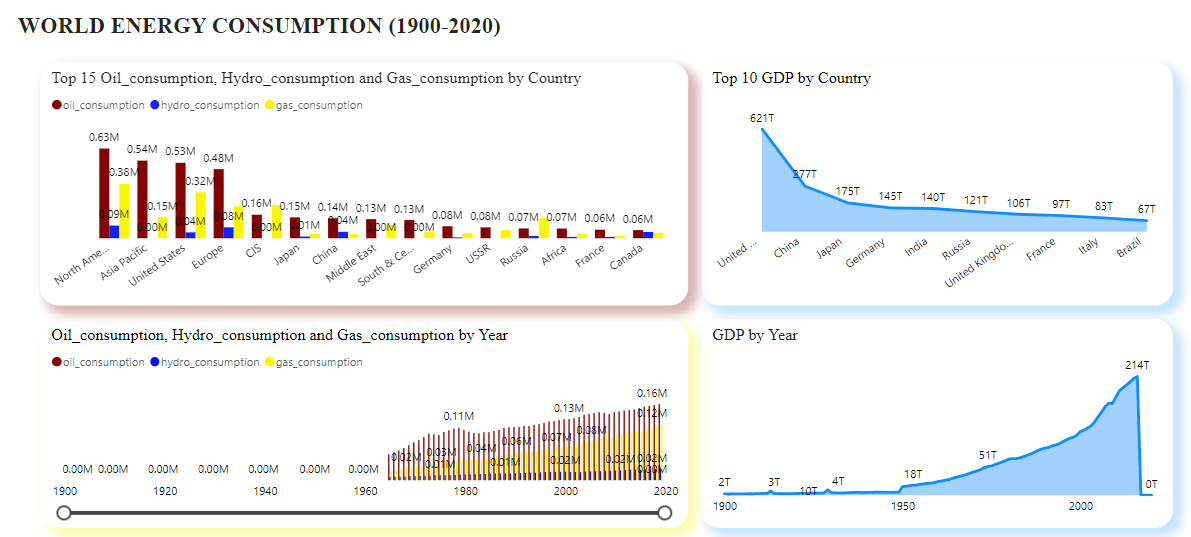 WORLD ENERGY CONSUMPTION (1900-2020)
Top 15 Oil_consumption, Hydro_consumption and Gas_consumption by Country
oil_consumption hydro_consumption gas_consumption
0.63M 0.54M 0.53M 0.48M 0.16M 0.15M 0.14M 0.13M 0.13M 0.08M 0.08M 0.07M 0.07M 0.06M 0.06M
0.38M 0.15M 0.32M
0.09M 0.00M 0.04M 0.08M 0.00M 0.01M 0.04M 0.00M 0.00M
North Ame... Asia Pacific United States Europe CIS Japan China Middle East South & Ce... Germany USSR Russia Africa France Canada
Top 10 GDP by Country
621T 277T 175T 145T 140T 121T 106T 97T 83T 67T
United ... China Japan Germany India Russia United Kingdo... France Italy Brazil
Oil_consumption, Hydro_consumption and Gas_consumption by Year
oil_consumption hydro_consumption gas_consumption
0.11M 0.13M 0.16M
0.02M 0.03M 0.04M 0.06M 0.07M 0.08M 0.12M
0.00M 0.00M 0.00M 0.00M 0.00M 0.00M 0.00M 0.01M 0.01M 0.02M 0.02M 0.02M
1900 1920 1940 1960 1980 2000 2020
GDP by Year
2T 3T 10T 4T 18T 51T 214T 0T
1900 1950 2000